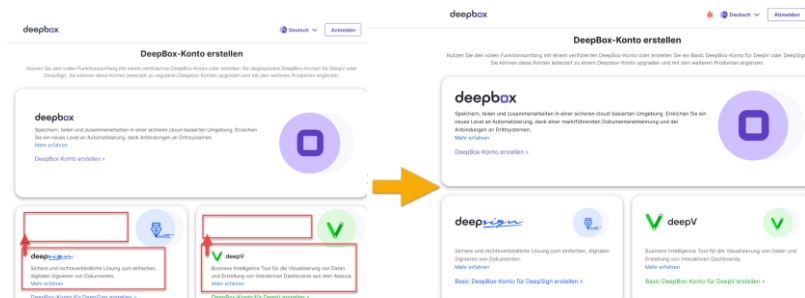 deepbox
Deutsch
Anmelden
DeepBox-Konto erstellen
Nutzen Sie den vollen Funktionsumfang mit einem verifizierten DeepBox-Konto oder erstellen Sie abgespeckte DeepBox-Konten für DeepV oder
DeepSign. Sie können diese Konten jederzeit zu regulären DeepBox-Konten upgraden und mit den weiteren Produkten ergänzen.
deepbox
Speichern, teilen und zusammenarbeiten in einer sicheren cloud-basierten Umgebung. Erreichen
Sie ein neues Level an Automatisierung, dank Anbindungen an Drittsystemen.
Mehr erfahren
DeepBox-Konto erstellen »
deepsign
Sichere und rechtsverbindliche Lösung zum einfachen,
digitalen Signieren von Dokumenten.
Mehr erfahren
DeepBox-Konto für DeepSign erstellen »
deepV
Business Intelligence Tool für die Visualisierung von Daten
und Erstellung von interaktiven Dashboards aus dem Abacus.
Mehr erfahren
DeepBox-Konto für DeepV erstellen »
deepbox
Deutsch
Abmelden
DeepBox-Konto erstellen
Nutzen Sie den vollen Funktionsumfang mit einem verifizierten DeepBox-Konto oder erstellen Sie ein Basic DeepBox-Konto für DeepV oder DeepSign.
Sie können diese Konten jederzeit zu einem Deepbox-Konto upgraden und mit den weiteren Produkten ergänzen.
deepbox
Speichern, teilen und zusammenarbeiten in einer sicheren cloud-basierten Umgebung. Erreichen Sie ein
neues Level an Automatisierung, dank einer marktführenden Dokumentenerkennung und der
Anbindungen an Drittsystemen.
Mehr erfahren
DeepBox-Konto erstellen »
deepsign
Sichere und rechtsverbindliche Lösung zum einfachen, digitalen
Signieren von Dokumenten.
Mehr erfahren
Basic DeepBox-Konto für DeepSign erstellen »
deepV
Business Intelligence Tool für die Visualisierung von Daten und
Erstellung von interaktiven Dashboards.
Mehr erfahren
Basic DeepBox-Konto für DeepV erstellen »